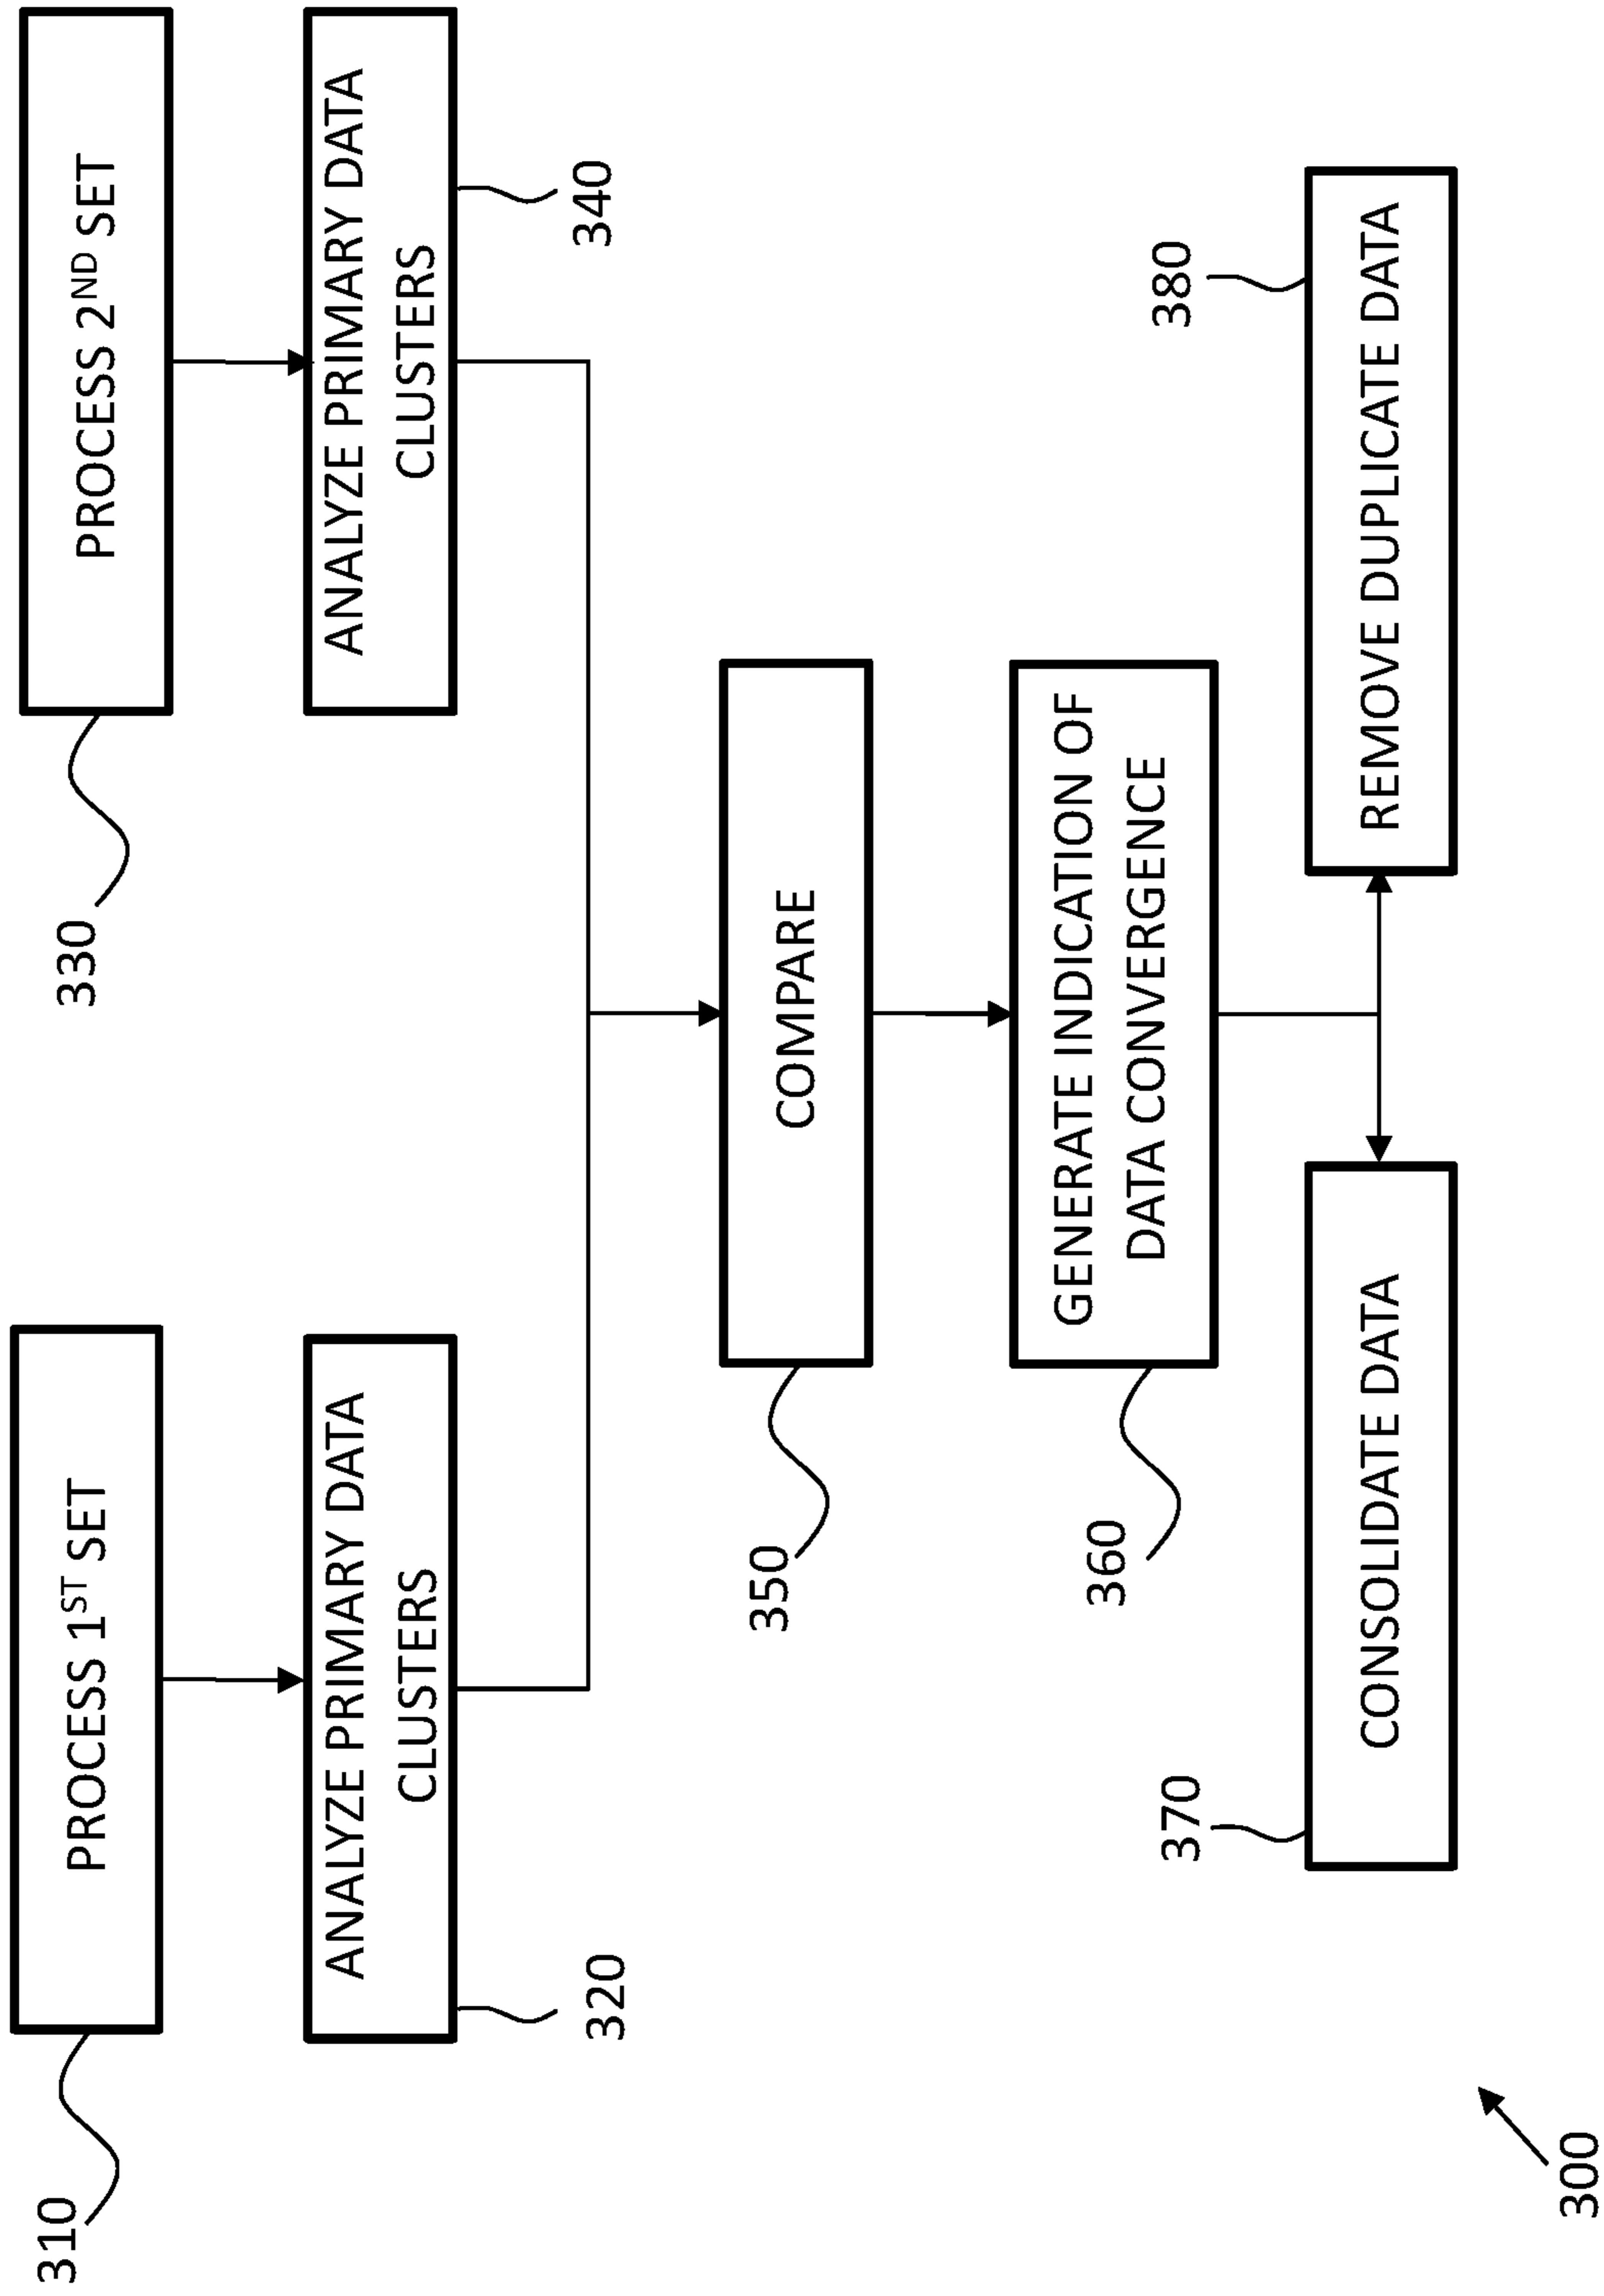 310
PROCESS 1ST SET
330
PROCESS 2ND SET
ANALYZE PRIMARY DATA
CLUSTERS
320
ANALYZE PRIMARY DATA
CLUSTERS
340
350
COMPARE
360
GENERATE INDICATION OF
DATA CONVERGENCE
370
CONSOLIDATE DATA
380
REMOVE DUPLICATE DATA
300